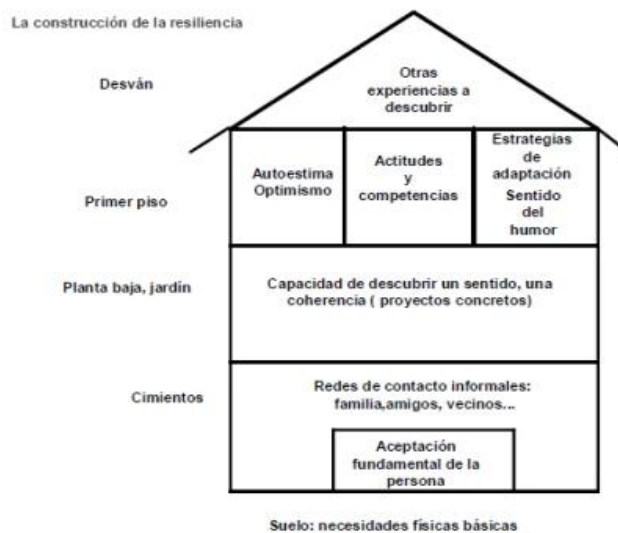 La construcción de la resiliencia
Desván
Otras
experiencias a
descubrir
Primer piso
Autoestima
Optimismo
Actitudes
y
competencias
Estrategias
de
adaptación
Sentido
del
humor
Planta baja, jardín
Capacidad de descubrir un sentido, una
coherencia ( proyectos concretos)
Cimientos
Redes de contacto informales:
familia,amigos, vecinos...
Aceptación
fundamental de la
persona
Suelo: necesidades físicas básicas